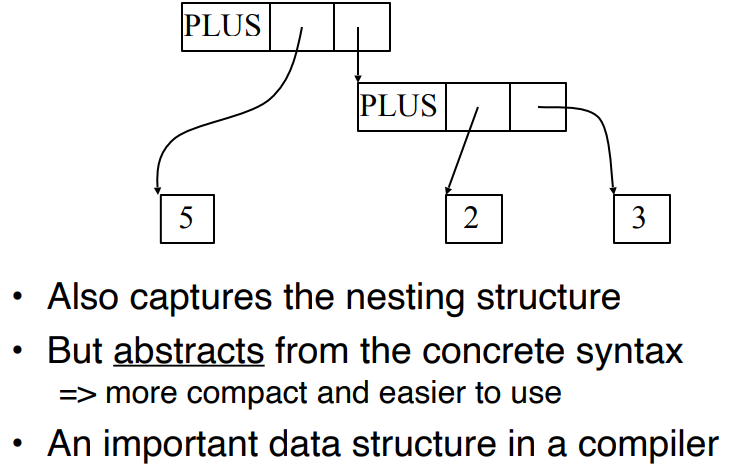 PLUS
PLUS
5 2 3
• Also captures the nesting structure
• But abstracts from the concrete syntax
=> more compact and easier to use
• An important data structure in a compiler